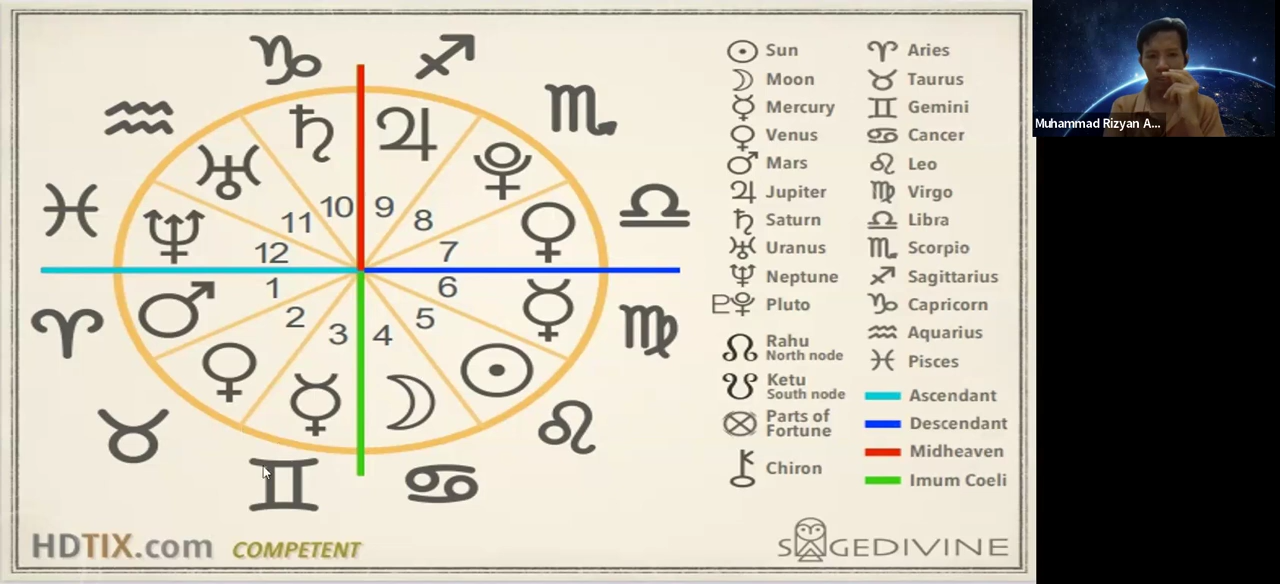 10 9
11 8
12 7
1 6
2 5
3 4
Sun
Moon
Mercury
Venus
Mars
Jupiter
Saturn
Uranus
Neptune
Pluto
Rahu
North node
Ketu
South node
Parts of
Fortune
Chiron
Aries
Taurus
Gemini
Cancer
Leo
Virgo
Libra
Scorpio
Sagittarius
Capricorn
Aquarius
Pisces
Ascendant
Descendant
Midheaven
Imum Coeli
HDTIX.com COMPETENT
SAGEDIVINE
Muhammad Rizyan A...